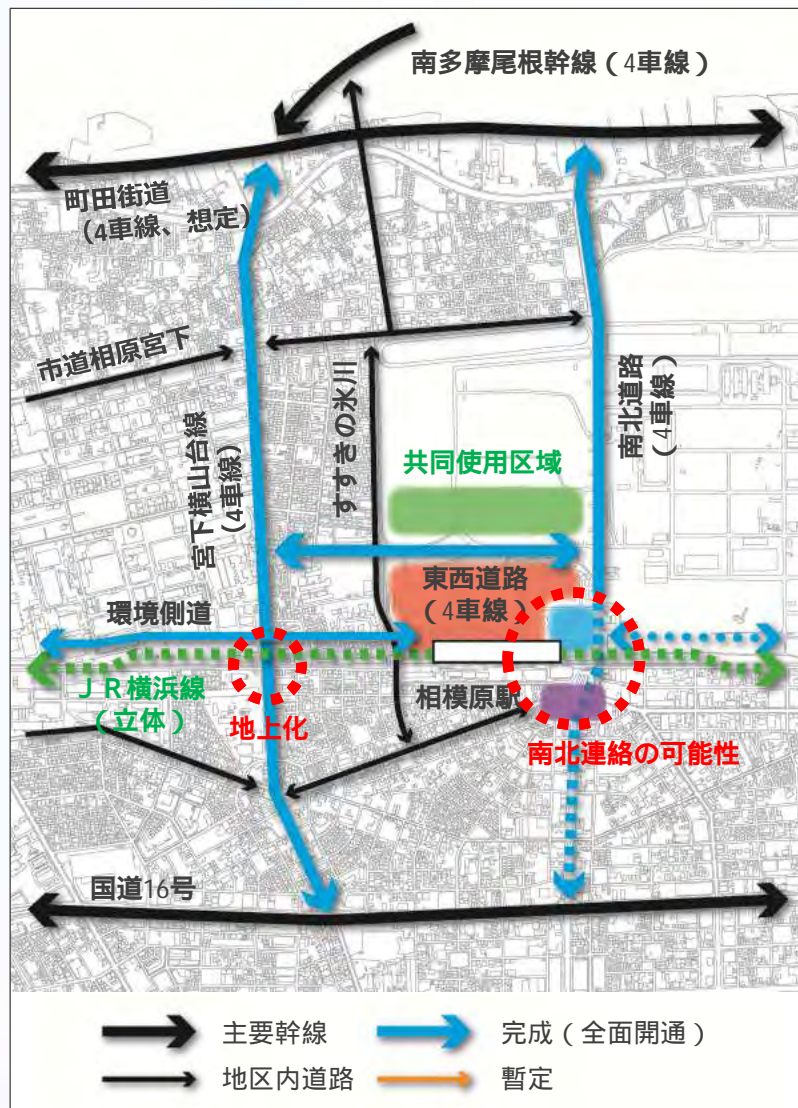 南多摩尾根幹線（4車線）
町田街道
（4車線、想定）
市道相原宮下
宮下横山台線
（4車線）
すすきの氷川
南北道路
（4車線）
共同使用区域
東西道路
（4車線）
環境側道
ＪＲ横浜線
（立体）
地上化
相模原駅
南北連絡の可能性
国道16号
主要幹線
完成（全面開通）
地区内道路
暫定